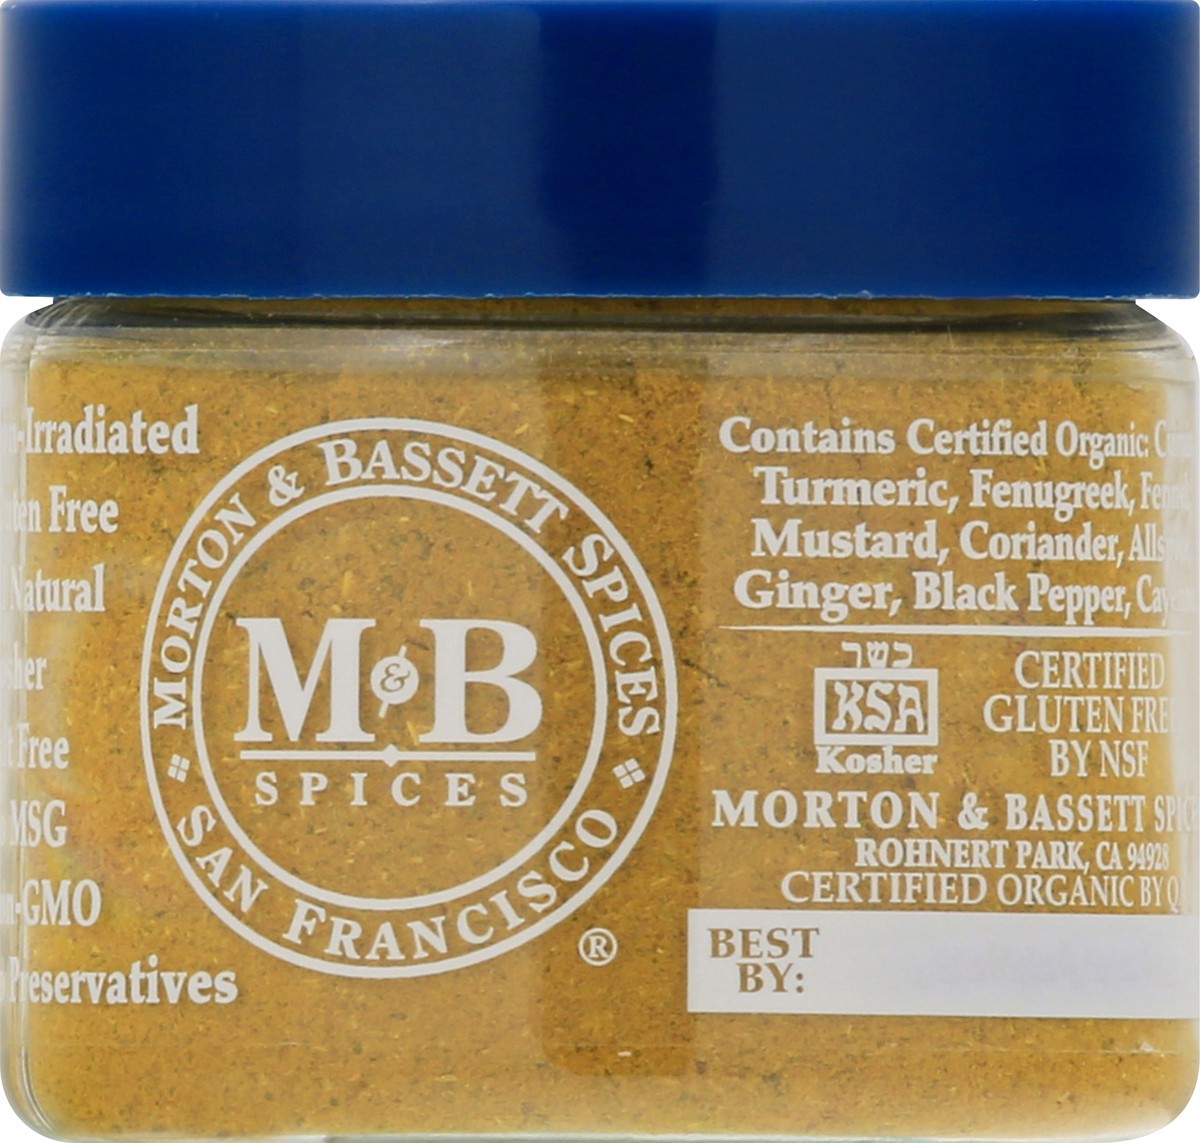 -Irradiated
Free
Natural
Free
MSG
-GMO
Preservatives
MORTON & BASSETT SPICES
M&B
SPICES
SAN FRANCISCO
®
Contains Certified Organic:
Turmeric, Fenugreek,
Mustard, Coriander,
Ginger, Black Pepper,
כשר
KSA
Kosher
CERTIFIED
GLUTEN FRE
BY NSF
MORTON & BASSETT SPIC
ROHNERT PARK, CA 94928
CERTIFIED ORGANIC BY Q
BEST
BY: